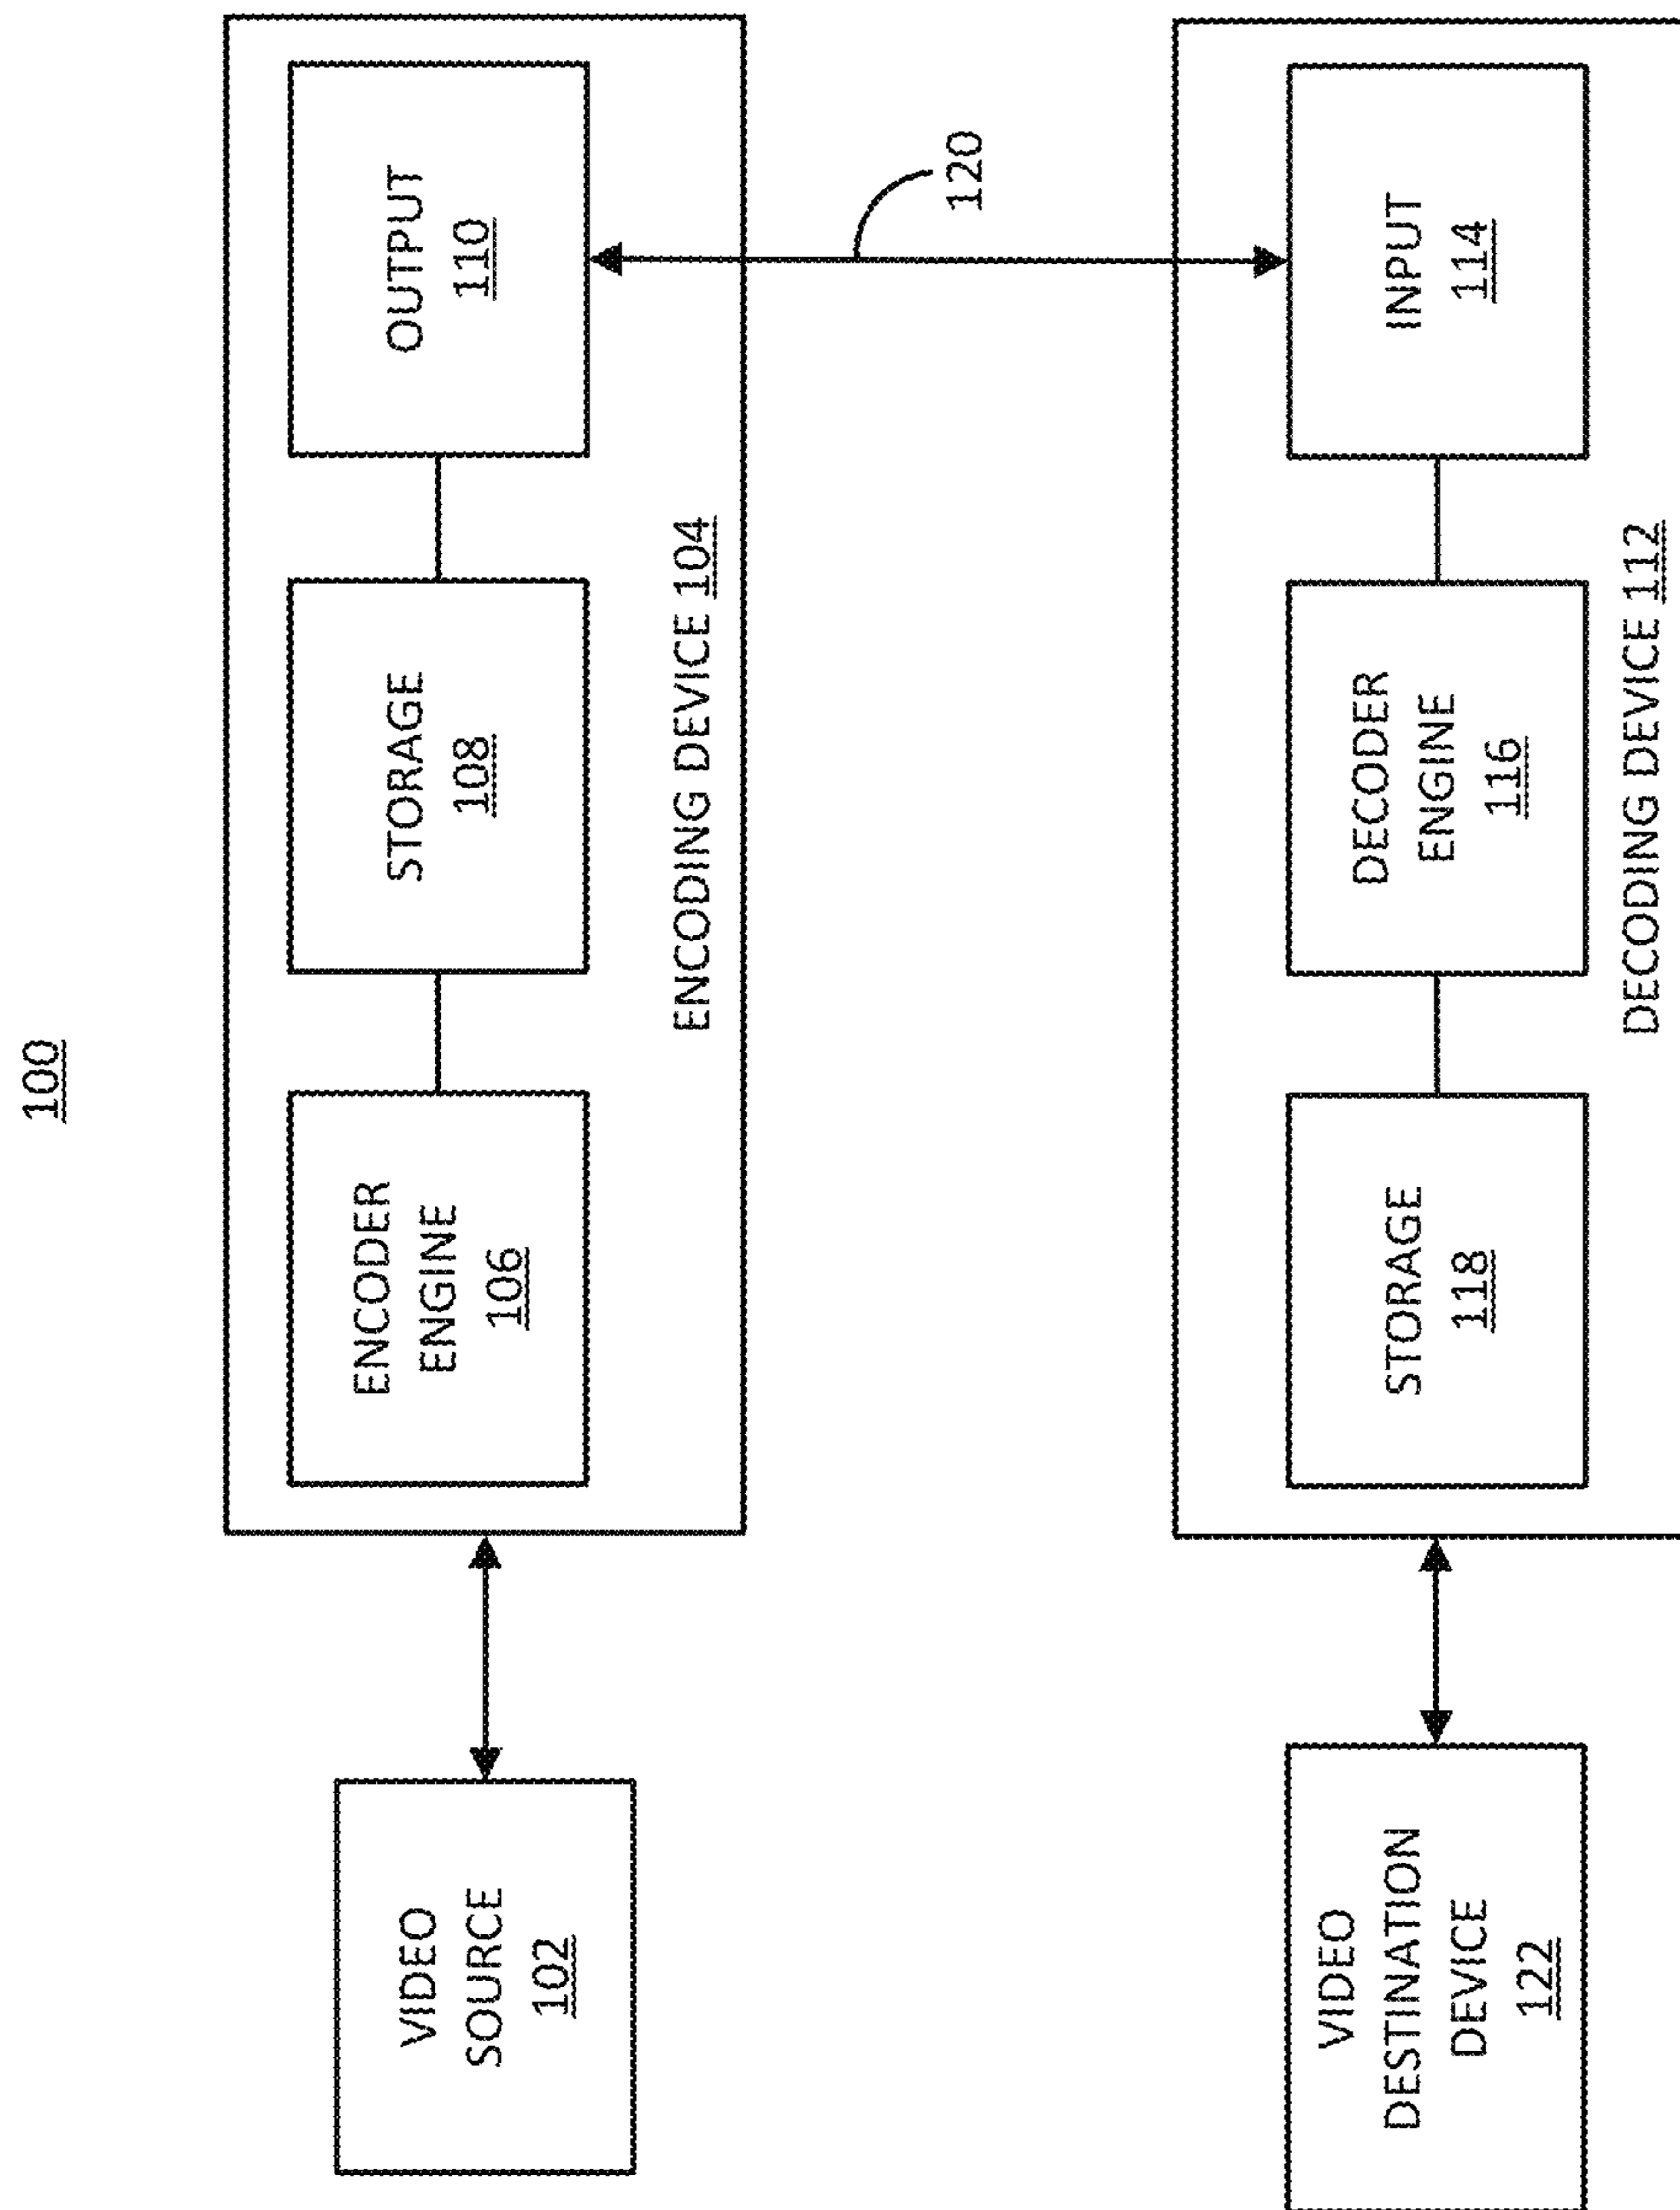 100
VIDEO
SOURCE
102
ENCODER
ENGINE
106
STORAGE
108
OUTPUT
110
ENCODING DEVICE 104
120
VIDEO
DESTINATION
DEVICE
122
STORAGE
118
DECODER
ENGINE
116
INPUT
114
DECODING DEVICE 112